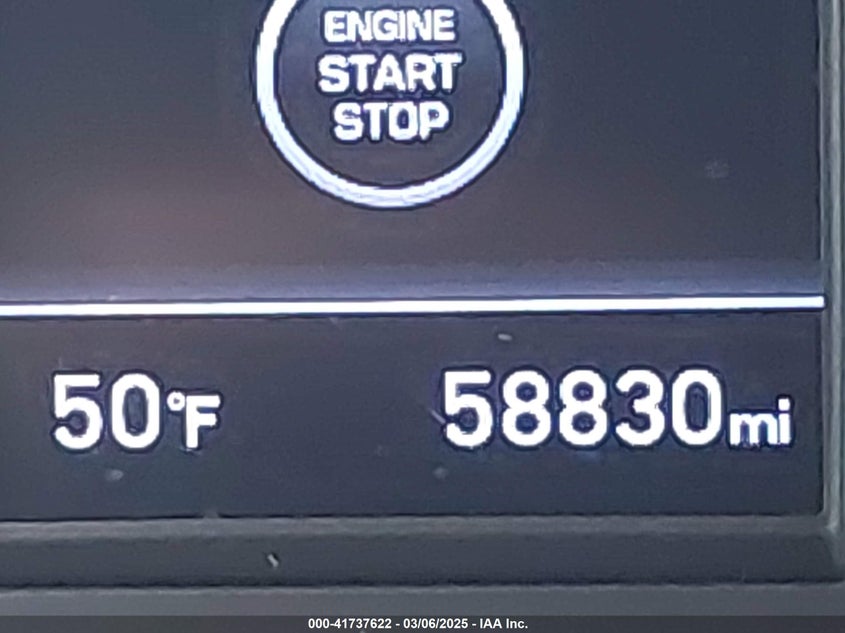 ENGINE
START
STOP
50°F 58830mi
000-41737622 - 03/06/2025 - IAA Inc.